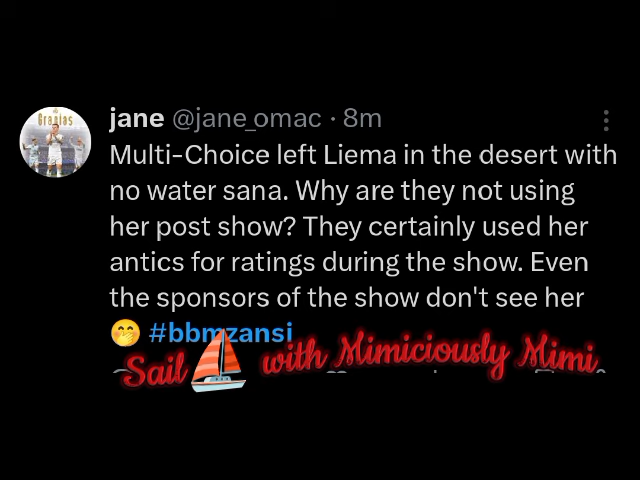 Gracias
jane @jane_omac · 8m
Multi-Choice left Liema in the desert with
no water sana. Why are they not using
her post show? They certainly used her
antics for ratings during the show. Even
the sponsors of the show don't see her
🤭 #bbmzansi
Sail⛵ with Mimiciously Mimi